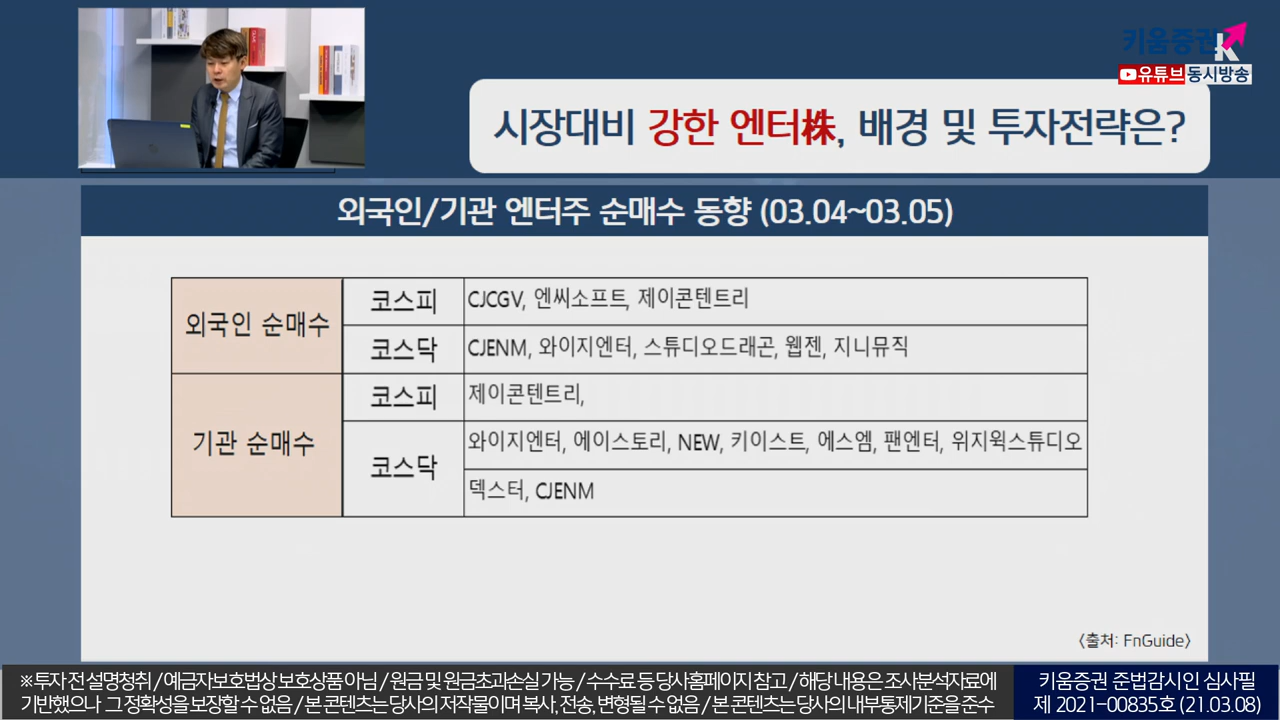 키움증권
유튜브동시방송
시장대비 강한 엔터株, 배경 및 투자전략은?
외국인/기관 엔터주 순매수 동향 (03.04~03.05)
외국인 순매수
코스피
CJCGV, 엔씨소프트, 제이콘텐트리
코스닥
CJENM, 와이지엔터, 스튜디오드래곤, 웹젠, 지니뮤직
기관 순매수
코스피
제이콘텐트리,
코스닥
와이지엔터, 에이스토리, NEW, 키이스트, 에스엠, 팬엔터, 위지윅스튜디오
덱스터, CJENM
〈출처: FnGuide〉
※ 투자 전 설명청취 / 예금자보호법상 보호상품 아님 / 원금 및 원금초과손실 가능 / 수수료 등 당사홈페이지 참고 / 해당 내용은 조사분석자료에
기반했으나 그 정확성을 보장할 수 없음 / 본 콘텐츠는 당사의 저작물이며 복사, 전송, 변형될 수 없음 / 본 콘텐츠는 당사의 내부통제기준을 준수
키움증권 준법감시인 심사필
제 2021-00835호 (21.03.08)